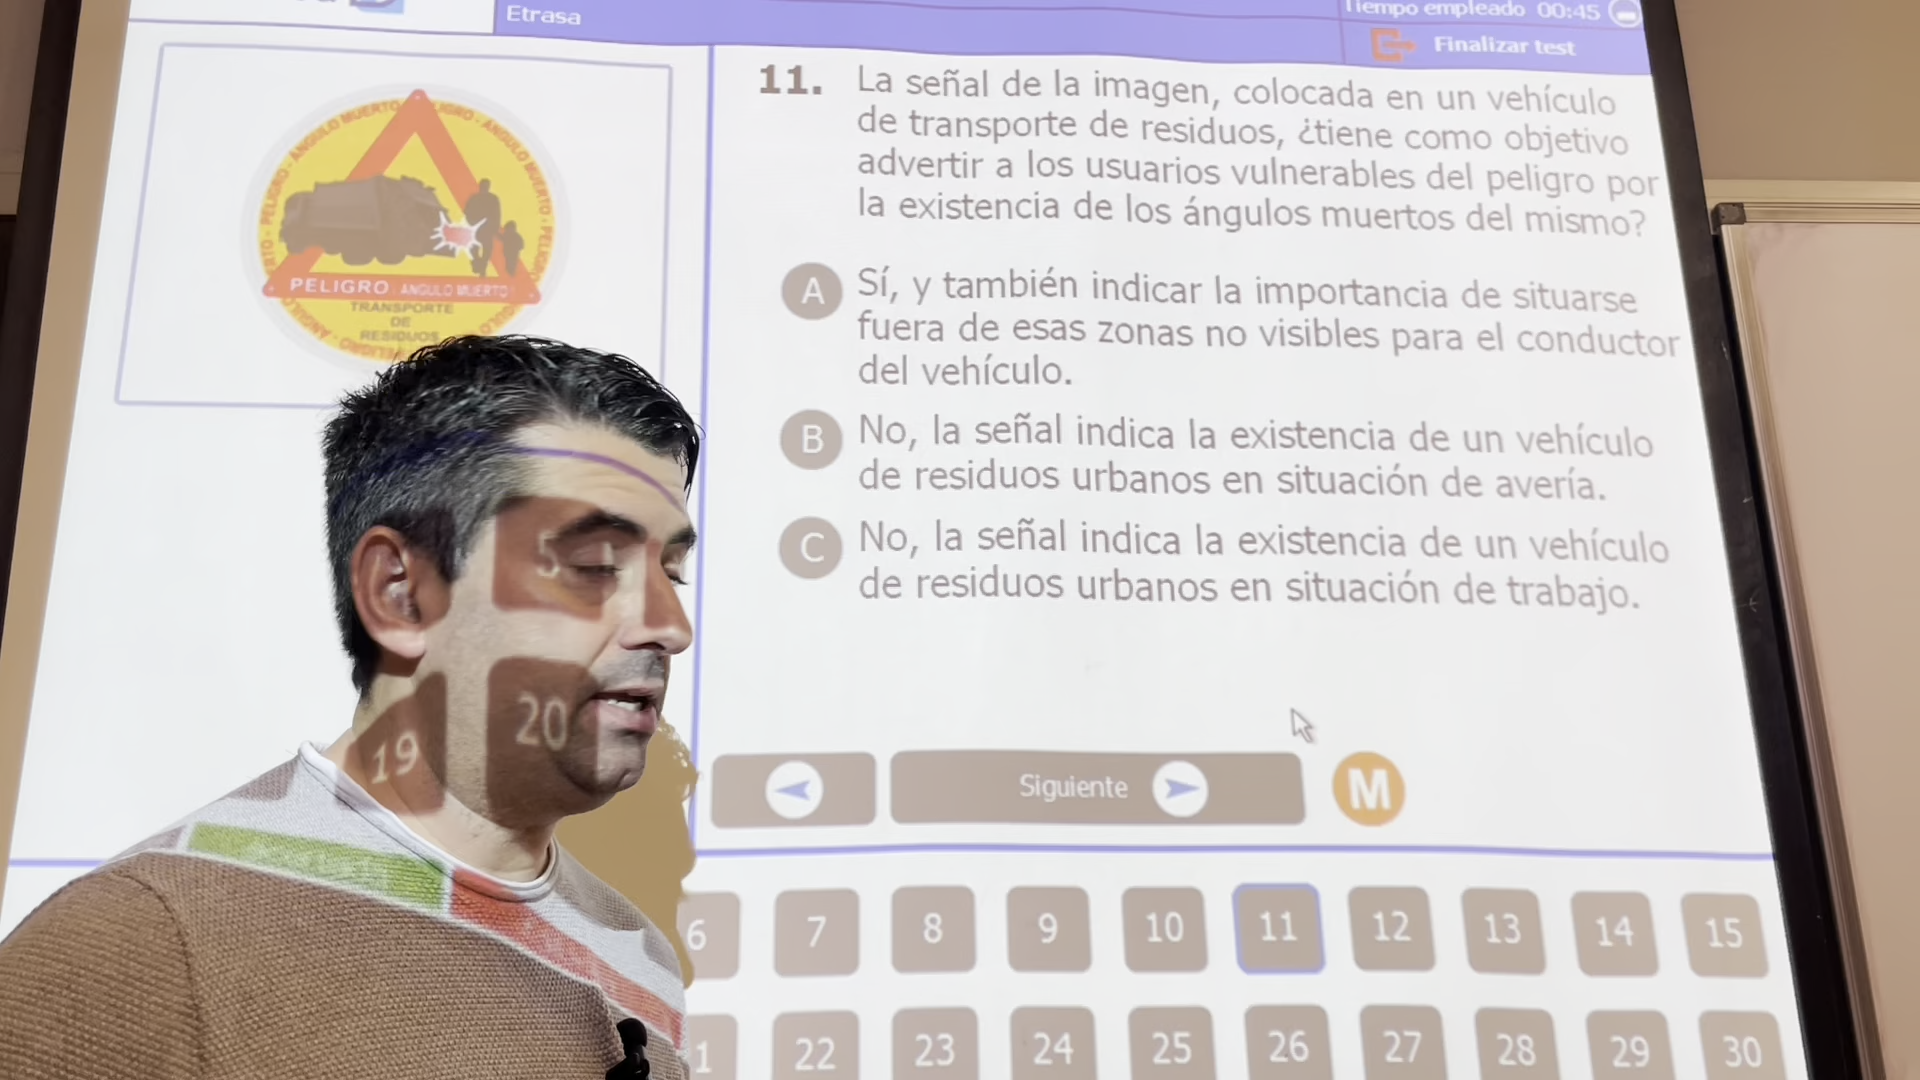 Etrasa
Tiempo empleado 00:45
Finalizar test
PELIGRO ANGULO MUERTO
TRANSPORTE
DE
RESIDUOS
11. La señal de la imagen, colocada en un vehículo
de transporte de residuos, ¿tiene como objetivo
advertir a los usuarios vulnerables del peligro por
la existencia de los ángulos muertos del mismo?
A Sí, y también indicar la importancia de situarse
fuera de esas zonas no visibles para el conductor
del vehículo.
B No, la señal indica la existencia de un vehículo
de residuos urbanos en situación de avería.
C No, la señal indica la existencia de un vehículo
de residuos urbanos en situación de trabajo.
Siguiente
M
5
19 20
6 7 8 9 10 11 12 13 14 15
22 23 24 25 26 27 28 29 30